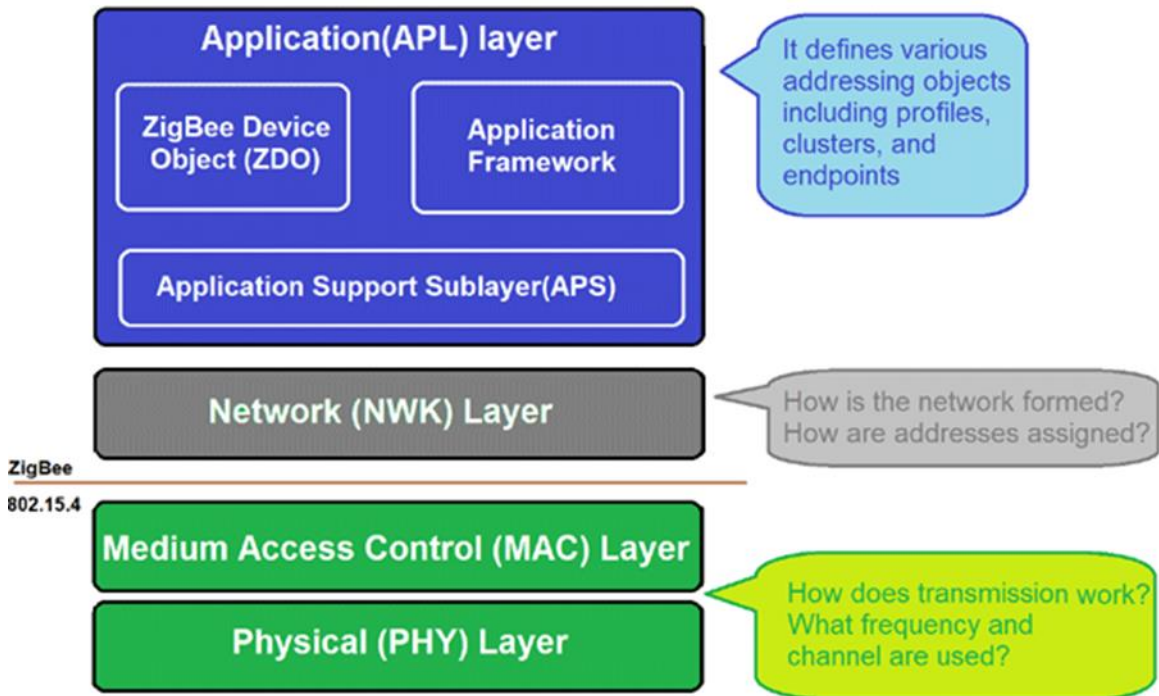 Application(APL) layer
ZigBee Device
Object (ZDO)
Application
Framework
Application Support Sublayer(APS)
It defines various
addressing objects
including profiles,
clusters, and
endpoints
Network (NWK) Layer
How is the network formed?
How are addresses assigned?
ZigBee
802.15.4
Medium Access Control (MAC) Layer
Physical (PHY) Layer
How does transmission work?
What frequency and
channel are used?